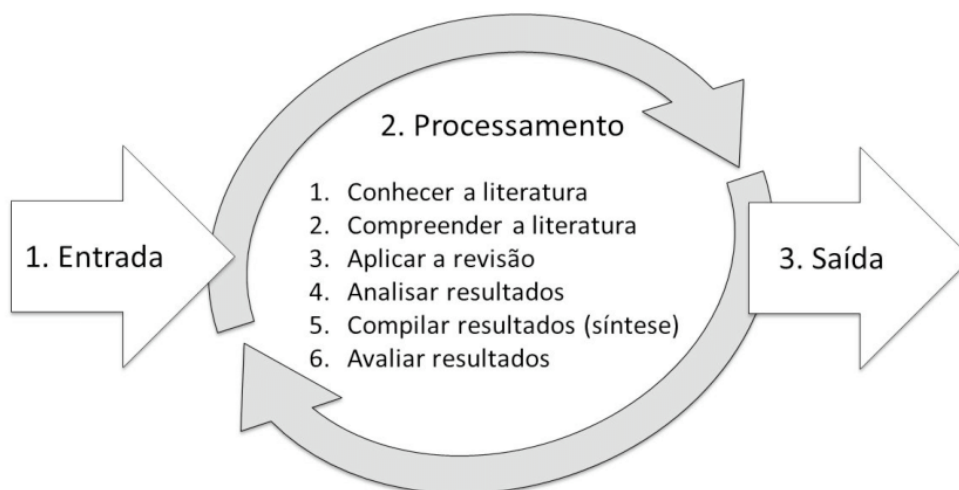 1. Entrada
2. Processamento
1. Conhecer a literatura
2. Compreender a literatura
3. Aplicar a revisão
4. Analisar resultados
5. Compilar resultados (síntese)
6. Avaliar resultados
3. Saída